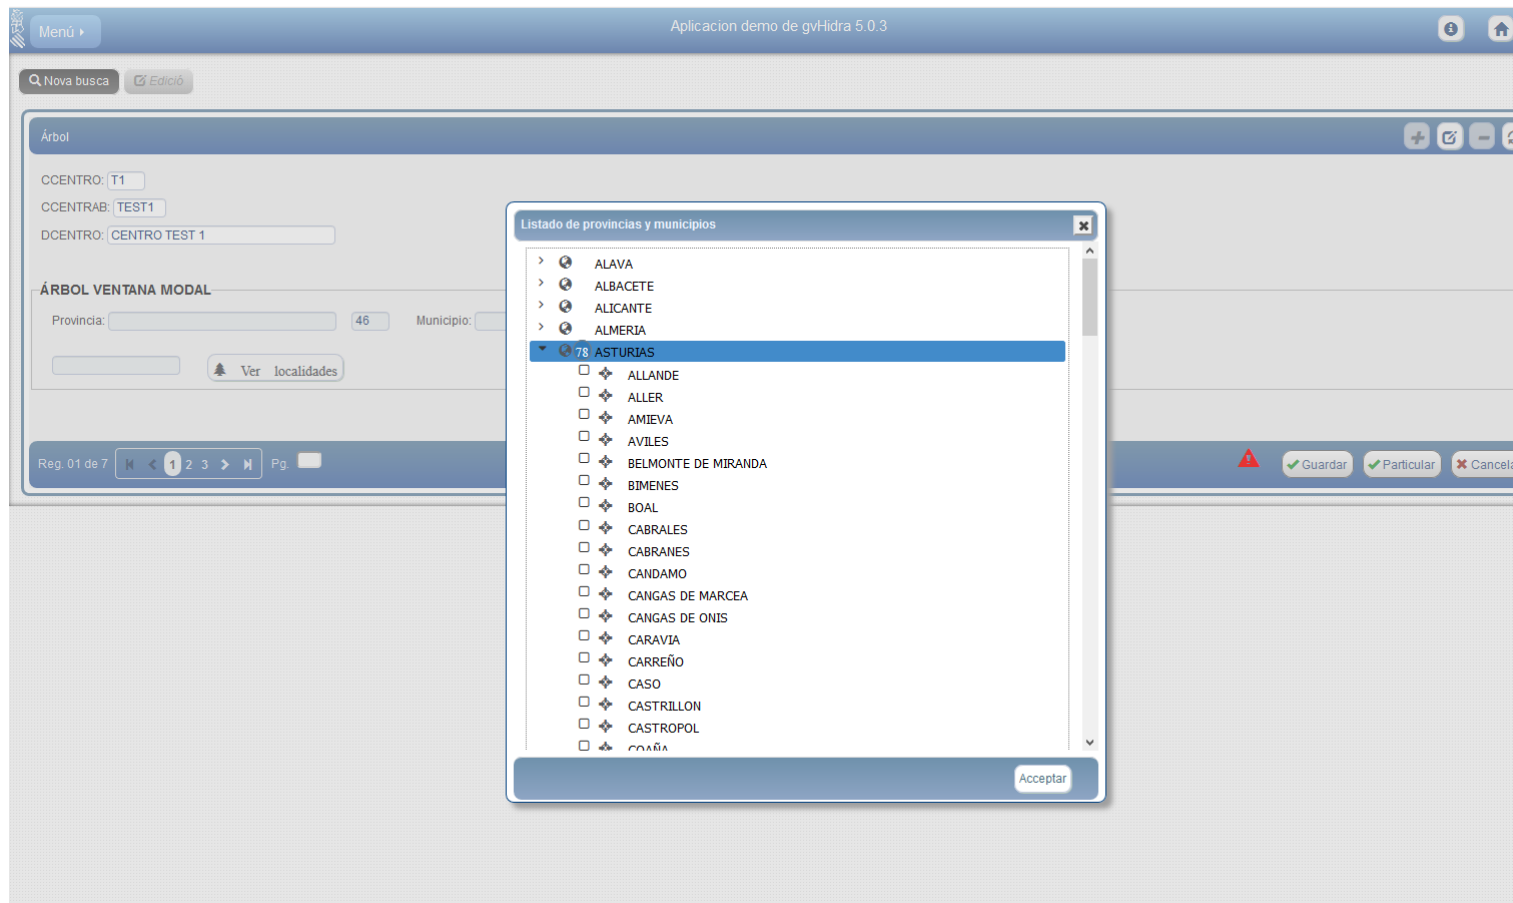 Menú
Aplicacion demo de gvHidra 5.0.3
Nova busca
Edició
Árbol
CCENTRO: T1
CCENTRAB: TEST1
DCENTRO: CENTRO TEST 1
ÁRBOL VENTANA MODAL
Provincia: 46 Municipio:
Ver localidades
Reg. 01 de 7 1 2 3 Pg.
Guardar
Particular
Cancela
Listado de provincias y municipios
ALAVA
ALBACETE
ALICANTE
ALMERIA
78 ASTURIAS
ALLANDE
ALLER
AMIEVA
AVILES
BELMONTE DE MIRANDA
BIMENES
BOAL
CABRALES
CABRANES
CANDAMO
CANGAS DE MARCEA
CANGAS DE ONIS
CARAVIA
CARREÑO
CASO
CASTRILLON
CASTROPOL
COAÑA
Acceptar